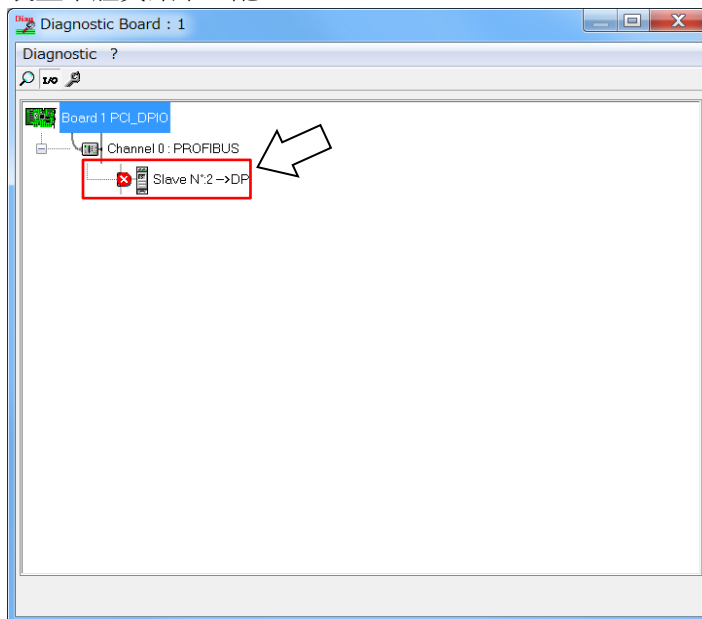 Diagnostic Board : 1
Diagnostic ?
I/O
Board 1 PCI_DPIO
Channel 0 : PROFIBUS
Slave N°:2 -->DP